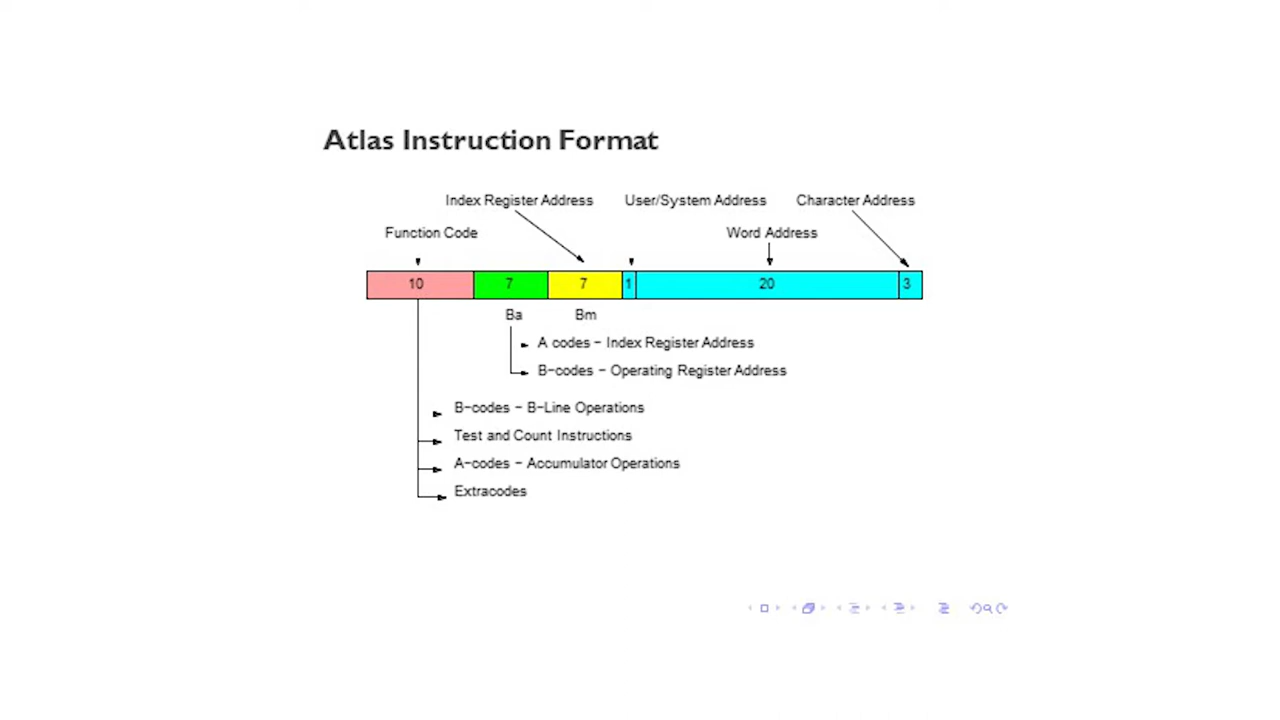 Atlas Instruction Format
Index Register Address User/System Address Character Address
Function Code Word Address
10 7 7 1 20 3
Ba Bm
A codes - Index Register Address
B-codes - Operating Register Address
B-codes - B-Line Operations
Test and Count Instructions
A-codes - Accumulator Operations
Extracodes